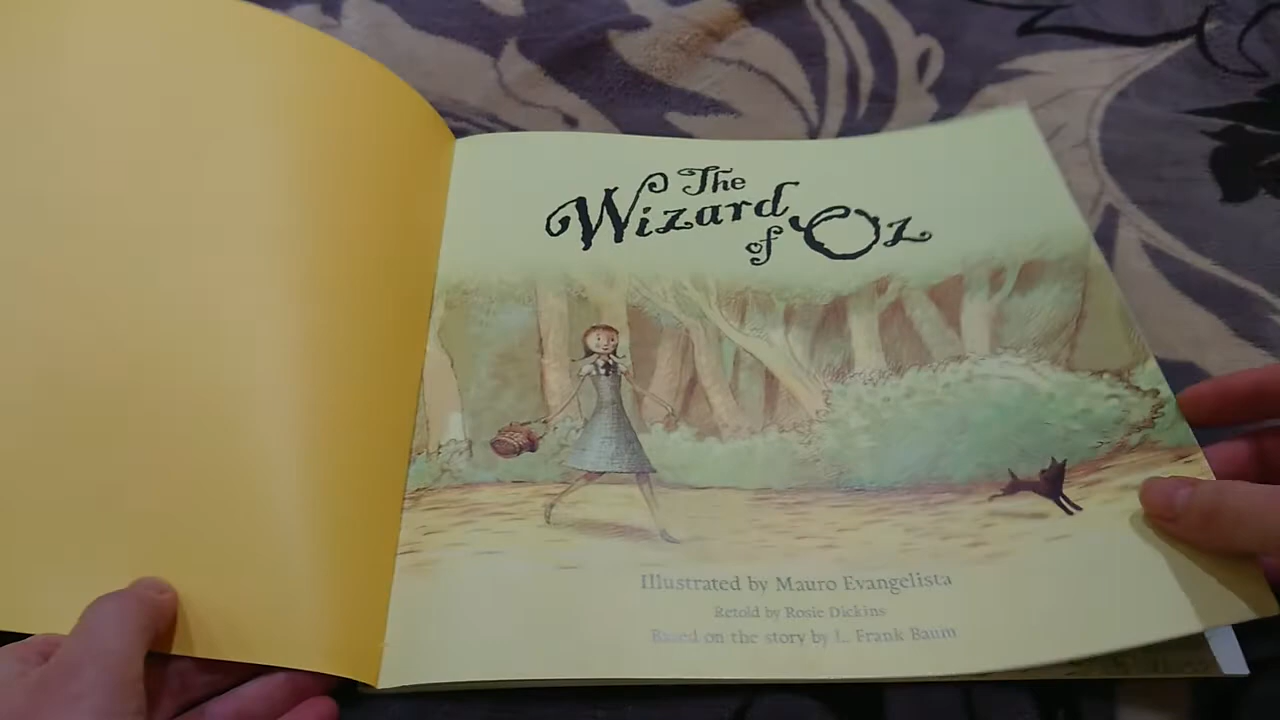 The
Wizard
of Oz
Illustrated by Mauro Evangelista
Retold by Rosie Dickins
Based on the story by L. Frank Baum